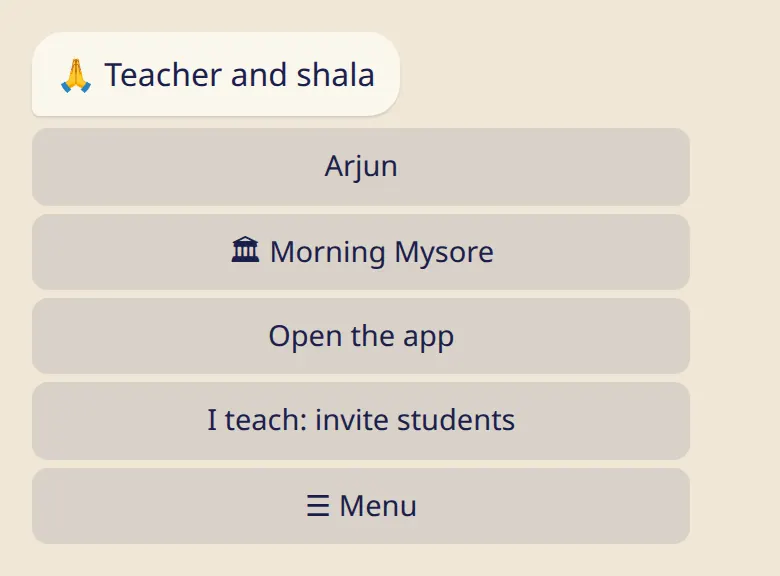 🙏 Teacher and shala
Arjun
🏛 Morning Mysore
Open the app
I teach: invite students
☰ Menu